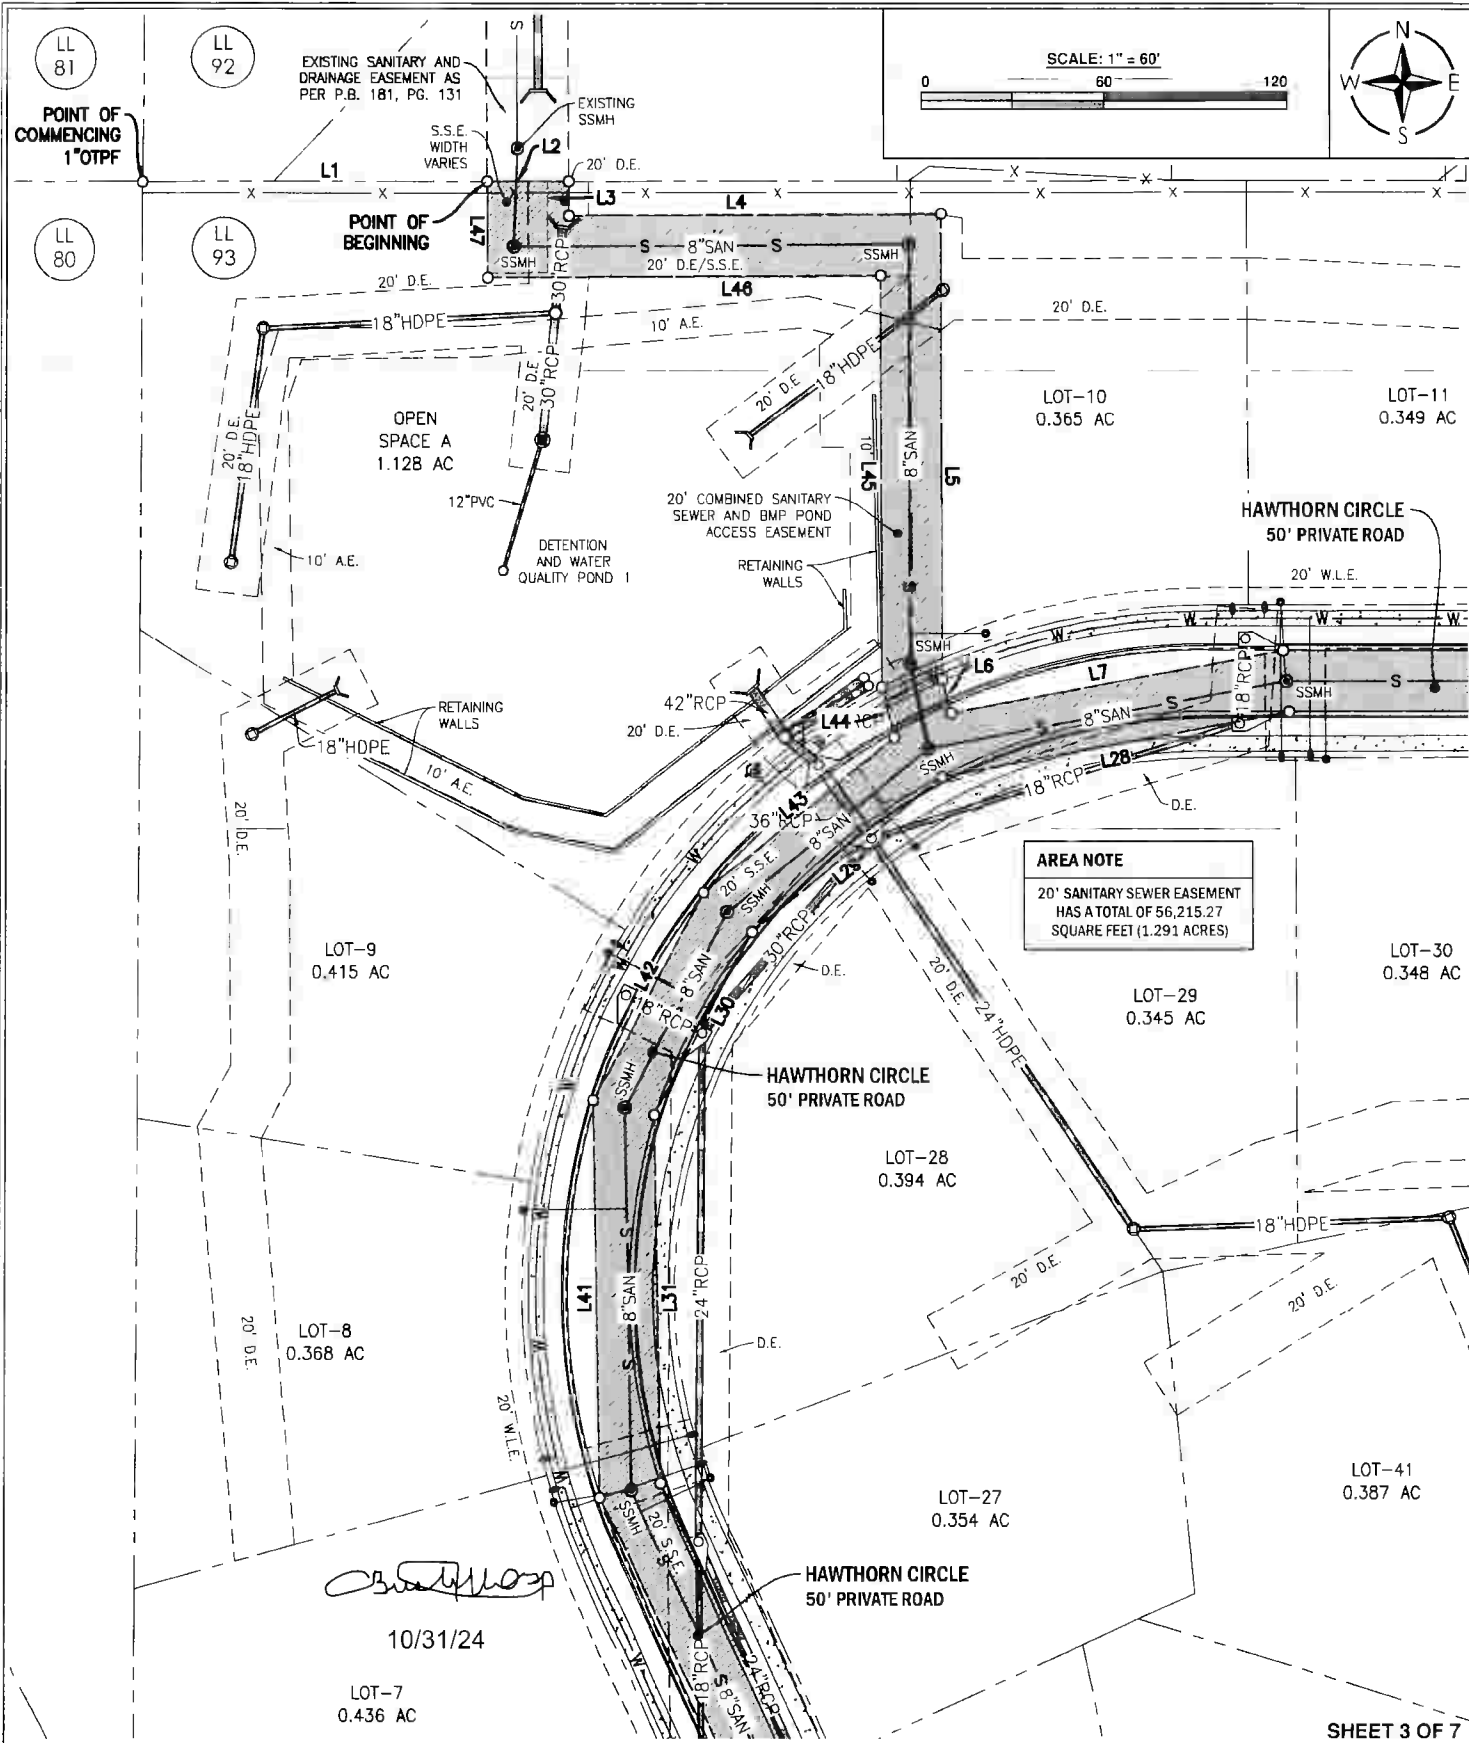 LL
81
LL
92
EXISTING SANITARY AND
DRAINAGE EASEMENT AS
PER P.B. 181, PG. 131
S
SCALE: 1" = 60'
0 60 120
N
W E
S
POINT OF
COMMENCING
1"OTPF
EXISTING
SSMH
S.S.E.
WIDTH
VARIES
L2
20' D.E.
L1
X X X X X X X X X
L3
L4
POINT OF
BEGINNING
L47
LL
80
LL
93
SSMH
S 8"SAN S
SSMH
20' D.E/S.S.E.
30"RCP
20' D.E.
L46
18"HDPE
10' A.E.
20' D.E.
20' D.E.
18"HDPE
20' D.E.
30"RCP
20' D.E.
18"HDPE
OPEN
SPACE A
1.128 AC
LOT-10
0.365 AC
LOT-11
0.349 AC
8"SAN
10'
L45
L5
12"PVC
20' COMBINED SANITARY
SEWER AND BMP POND
ACCESS EASEMENT
HAWTHORN CIRCLE
50' PRIVATE ROAD
10' A.E.
DETENTION
AND WATER
QUALITY POND 1
RETAINING
WALLS
20' W.L.E.
W W W W
SSMH
L6
L7
18"RCP
SSMH
S
42"RCP
20' D.E.
L44
8"SAN
S
RETAINING
WALLS
18"HDPE
10' A.E.
SSMH
L28
18"RCP
D.E.
20' D.E.
L43
36"RCP
8"SAN
AREA NOTE
20' SANITARY SEWER EASEMENT
HAS A TOTAL OF 56,215.27
SQUARE FEET (1.291 ACRES)
W
20' S.S.E.
SSMH
30"RCP
D.E.
LOT-9
0.415 AC
L42
8"SAN
18"RCP
L30
20' D.E.
24"HDPE
LOT-29
0.345 AC
LOT-30
0.348 AC
HAWTHORN CIRCLE
50' PRIVATE ROAD
SSMH
W
LOT-28
0.394 AC
W
S
18"HDPE
20' D.E.
20' D.E.
L41
8"SAN
L31
24"RCP
D.E.
LOT-8
0.368 AC
20' D.E.
W
S
20' W.L.E.
W
LOT-41
0.387 AC
LOT-27
0.354 AC
SSMH
20' S.S.E.
S
HAWTHORN CIRCLE
50' PRIVATE ROAD
10/31/24
W
18"RCP
24"RCP
S 8"SAN
LOT-7
0.436 AC
SHEET 3 OF 7